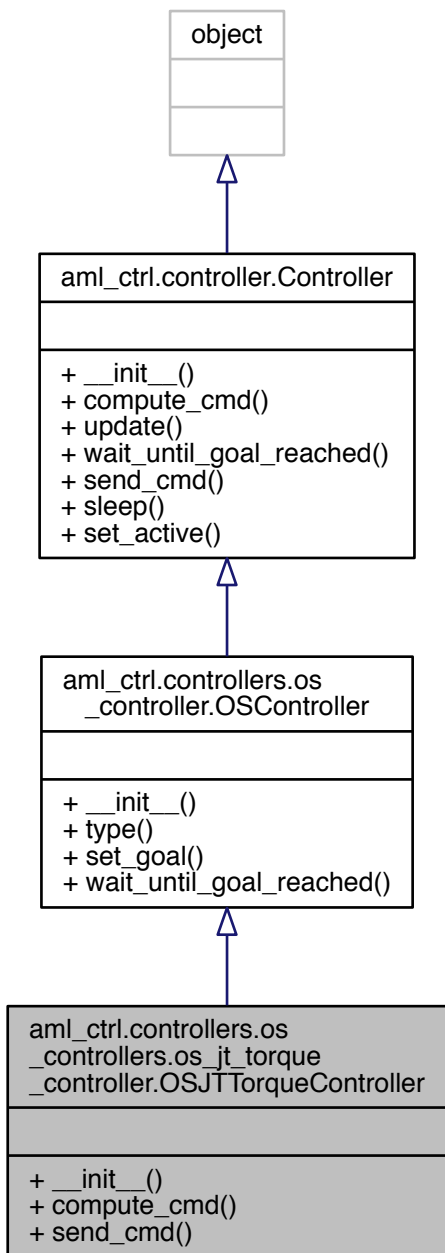 object
aml_ctrl.controller.Controller
+ __init__()
+ compute_cmd()
+ update()
+ wait_until_goal_reached()
+ send_cmd()
+ sleep()
+ set_active()
aml_ctrl.controllers.os
_controller.OSController
+ __init__()
+ type()
+ set_goal()
+ wait_until_goal_reached()
aml_ctrl.controllers.os
_controllers.os_jt_torque
_controller.OSJTTorqueController
+ __init__()
+ compute_cmd()
+ send_cmd()